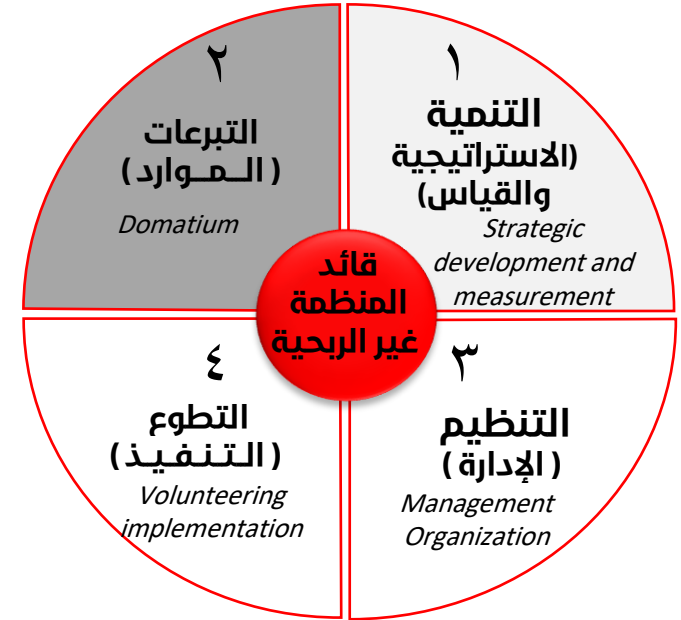 ١
التنمية
(الاستراتيجية
والقياس)
Strategic
development and
measurement
٢
التبرعات
(الـمــوارد)
Domatium
قائد
المنظمة
غير الربحية
٣
التنظيم
(الإدارة)
Management
Organization
٤
التطوع
(الـتـنـفـيـذ)
Volunteering
implementation